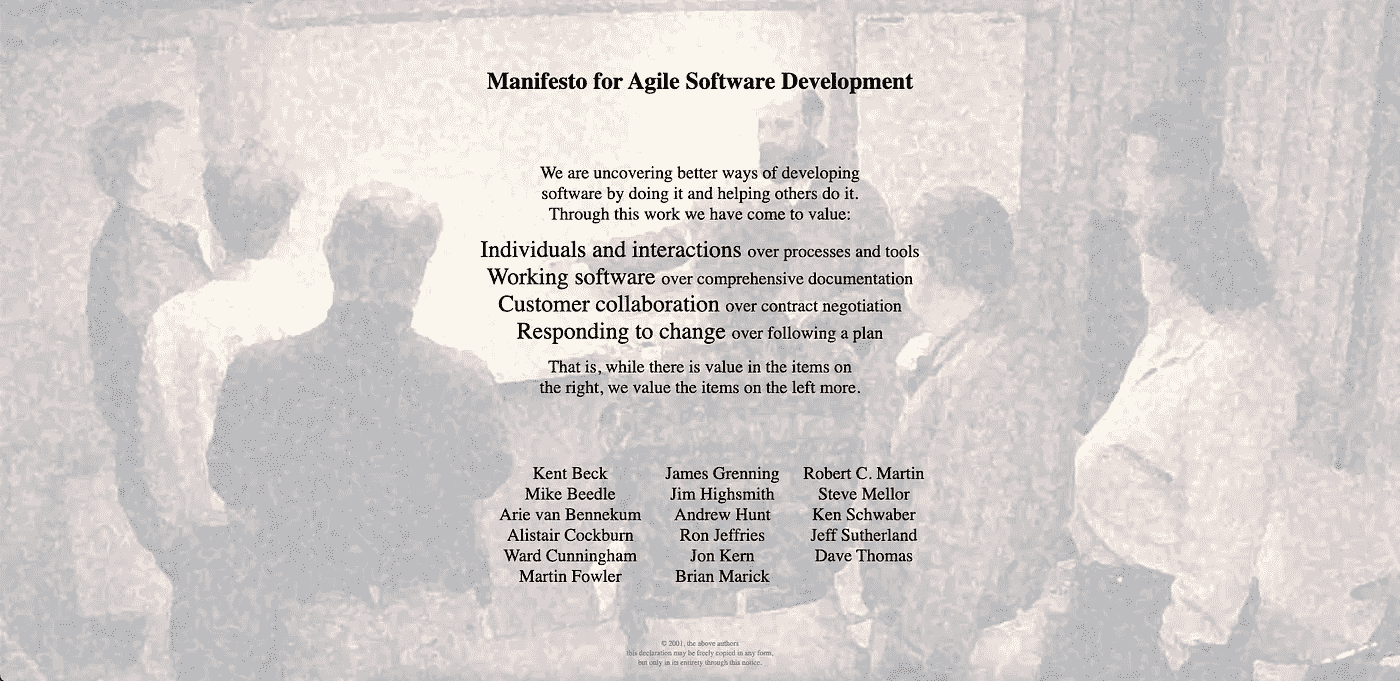 Manifesto for Agile Software Development
We are uncovering better ways of developing
software by doing it and helping others do it.
Through this work we have come to value:
Individuals and interactions over processes and tools
Working software over comprehensive documentation
Customer collaboration over contract negotiation
Responding to change over following a plan
That is, while there is value in the items on
the right, we value the items on the left more.
Kent Beck
Mike Beedle
Arie van Bennekum
Alistair Cockburn
Ward Cunningham
Martin Fowler
James Grenning
Jim Highsmith
Andrew Hunt
Ron Jeffries
Jon Kern
Brian Marick
Robert C. Martin
Steve Mellor
Ken Schwaber
Jeff Sutherland
Dave Thomas
© 2001, the above authors
this declaration may be freely copied in any form,
but only in its entirety through this notice.